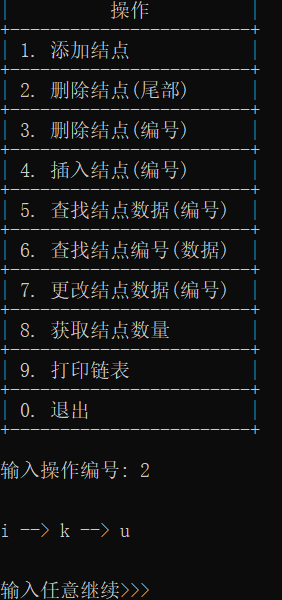 操作
1. 添加结点
2. 删除结点(尾部)
3. 删除结点(编号)
4. 插入结点(编号)
5. 查找结点数据(编号)
6. 查找结点编号(数据)
7. 更改结点数据(编号)
8. 获取结点数量
9. 打印链表
0. 退出
输入操作编号: 2
i --> k --> u
输入任意继续>>>